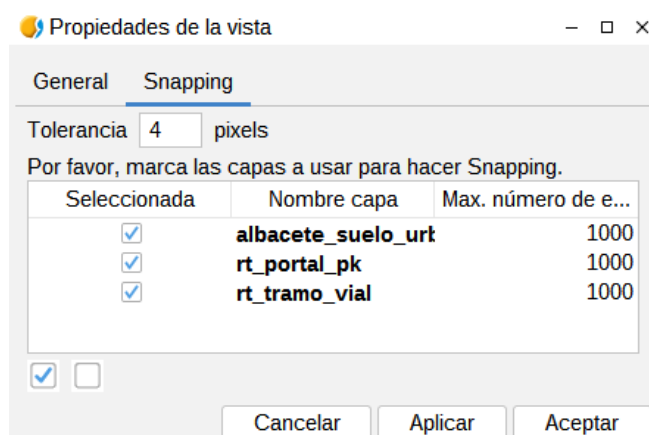 Propiedades de la vista
General Snapping
Tolerancia 4 pixels
Por favor, marca las capas a usar para hacer Snapping.
Seleccionada Nombre capa Max. número de e...
albacete_suelo_urb 1000
rt_portal_pk 1000
rt_tramo_vial 1000
Cancelar Aplicar Aceptar